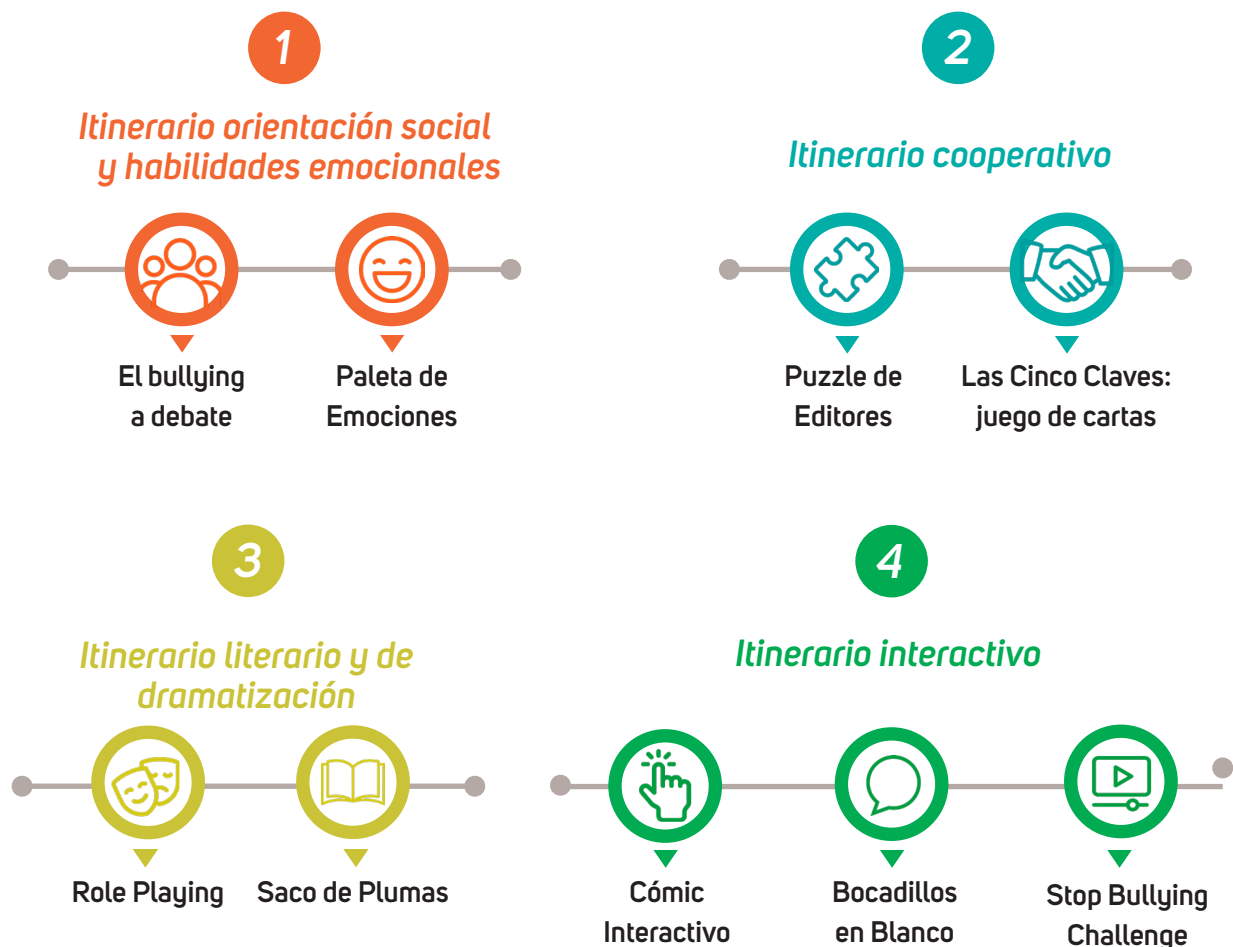 1
Itinerario orientación social
y habilidades emocionales
El bullying
a debate
Paleta de
Emociones
2
Itinerario cooperativo
Puzzle de
Editores
Las Cinco Claves:
juego de cartas
3
Itinerario literario y de
dramatización
Role Playing
Saco de Plumas
4
Itinerario interactivo
Cómic
Interactivo
Bocadillos
en Blanco
Stop Bullying
Challenge